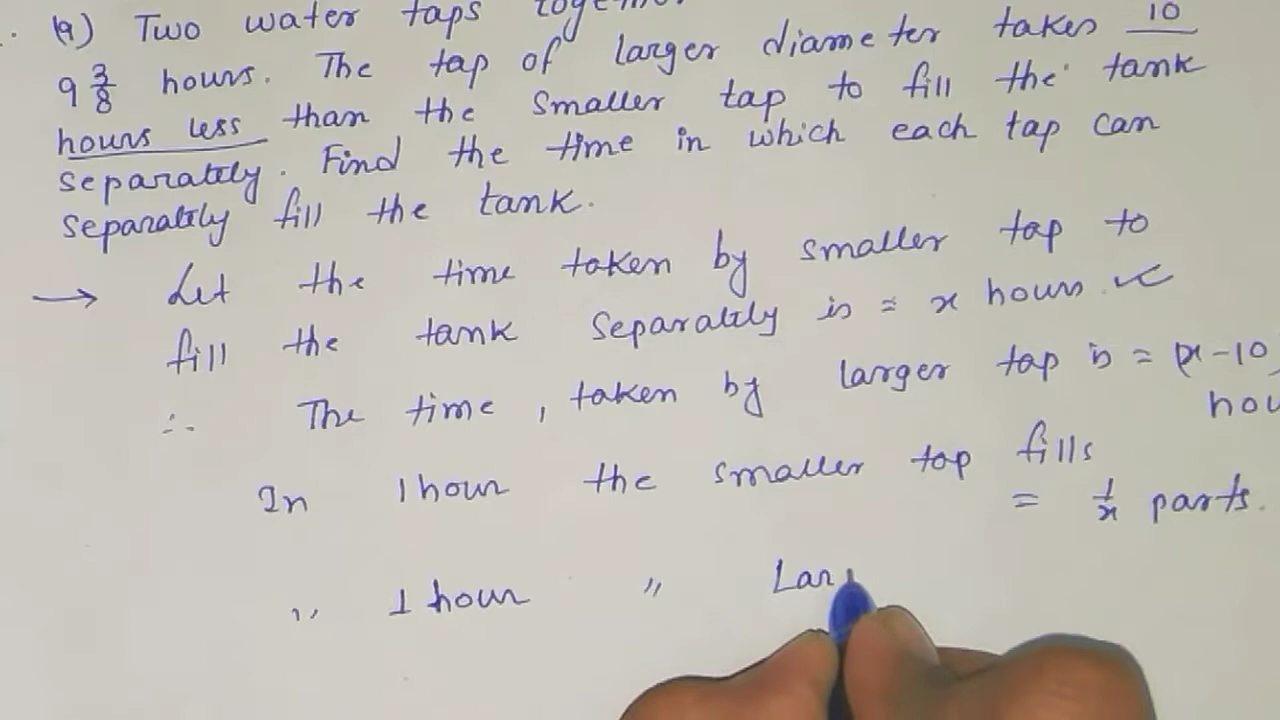 (a) Two water taps
9 3/8 hours. The tap of larger diameter takes 10
hours less than the smaller tap to fill the tank
separately. Find the time in which each tap can
separately fill the tank.
→ Let the time taken by smaller tap to
fill the tank separately is = x hours.
∴ The time, taken by larger tap is = (x-10)
hou
In 1 hour the smaller tap fills
= 1/x parts.
,, 1 hour ,, Lar